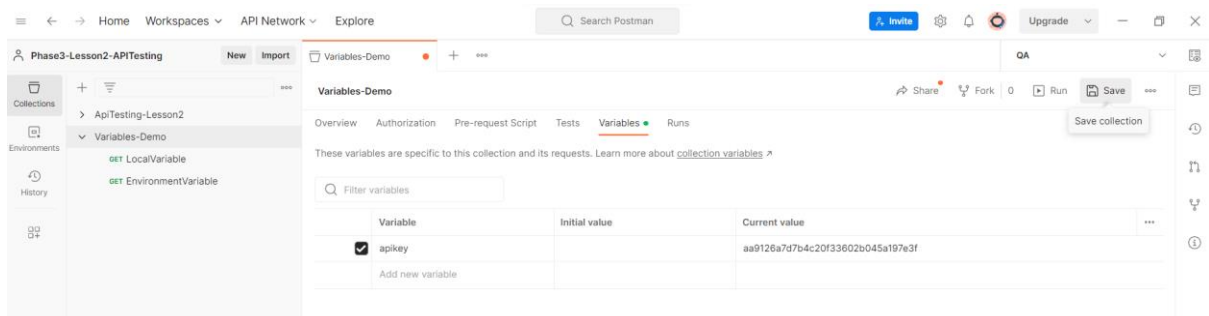 Home Workspaces API Network Explore Search Postman Invite Upgrade
Phase3-Lesson2-APITesting New Import Variables-Demo QA
Collections
Environments
History
ApiTesting-Lesson2
Variables-Demo
GET LocalVariable
GET EnvironmentVariable
Variables-Demo Share Fork 0 Run Save
Save collection
Overview Authorization Pre-request Script Tests Variables Runs
These variables are specific to this collection and its requests. Learn more about collection variables ↗
Filter variables
Variable Initial value Current value
apikey aa9126a7d7b4c20f33602b045a197e3f
Add new variable